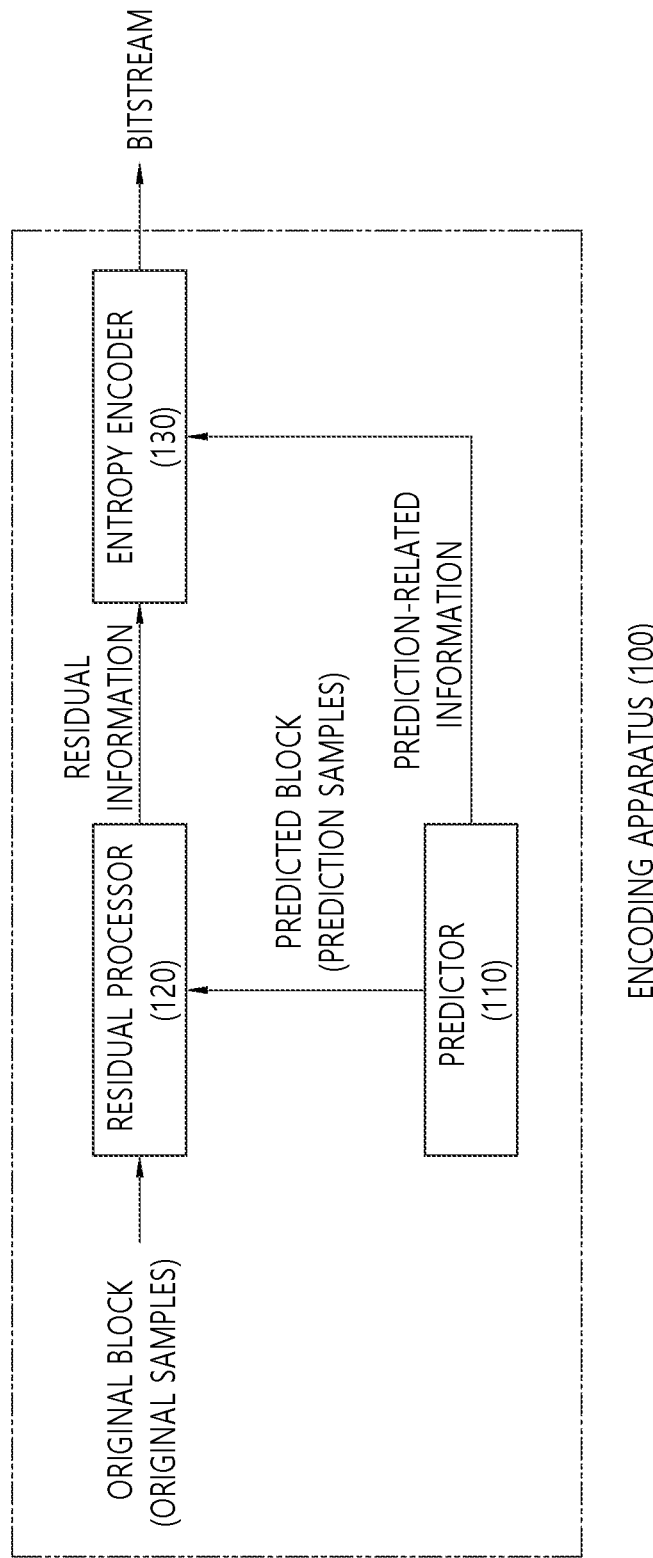 ORIGINAL BLOCK
(ORIGINAL SAMPLES)
RESIDUAL PROCESSOR
(120)
RESIDUAL
INFORMATION
ENTROPY ENCODER
(130)
BITSTREAM
PREDICTED BLOCK
(PREDICTION SAMPLES)
PREDICTION-RELATED
INFORMATION
PREDICTOR
(110)
ENCODING APPARATUS (100)